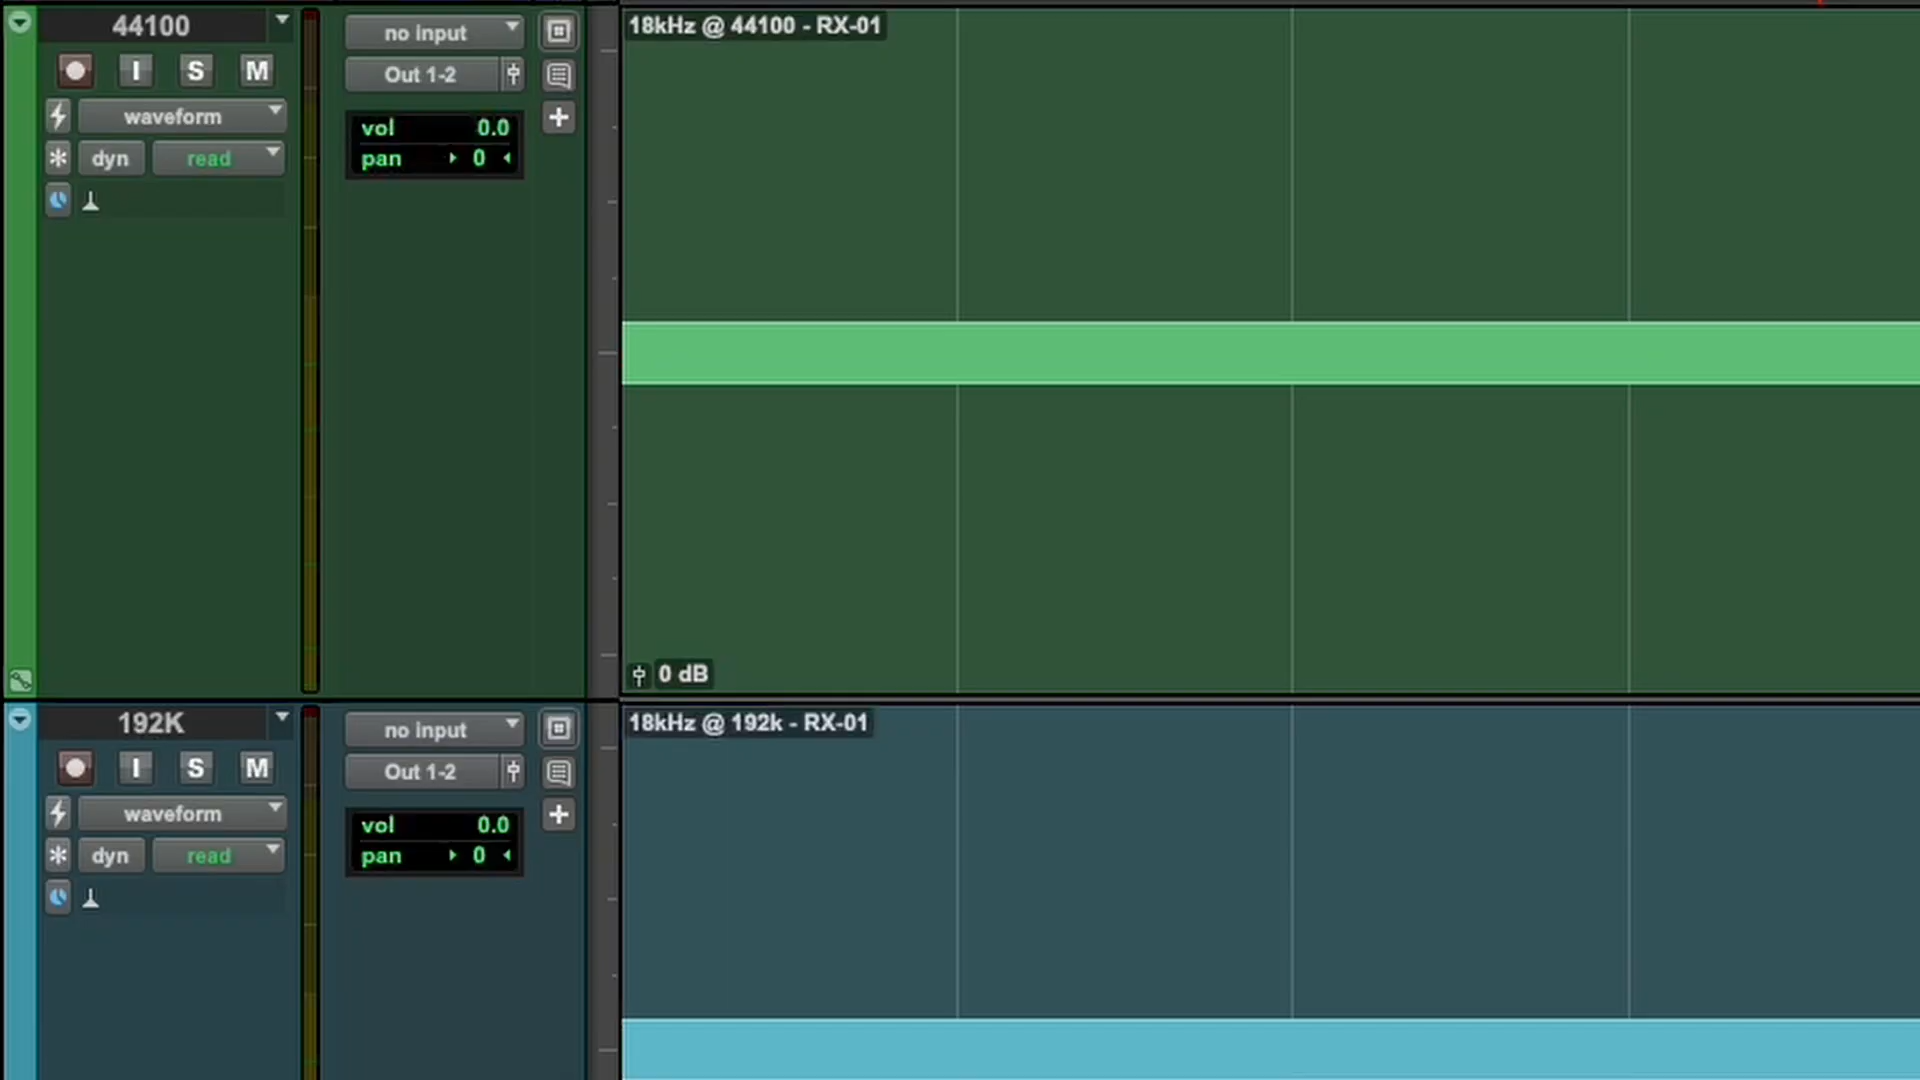 44100
no input
18kHz @ 44100 - RX-01
I S M
Out 1-2
waveform
vol 0.0
dyn read
pan 0
0 dB
192K
no input
18kHz @ 192k - RX-01
I S M
Out 1-2
waveform
vol 0.0
dyn read
pan 0